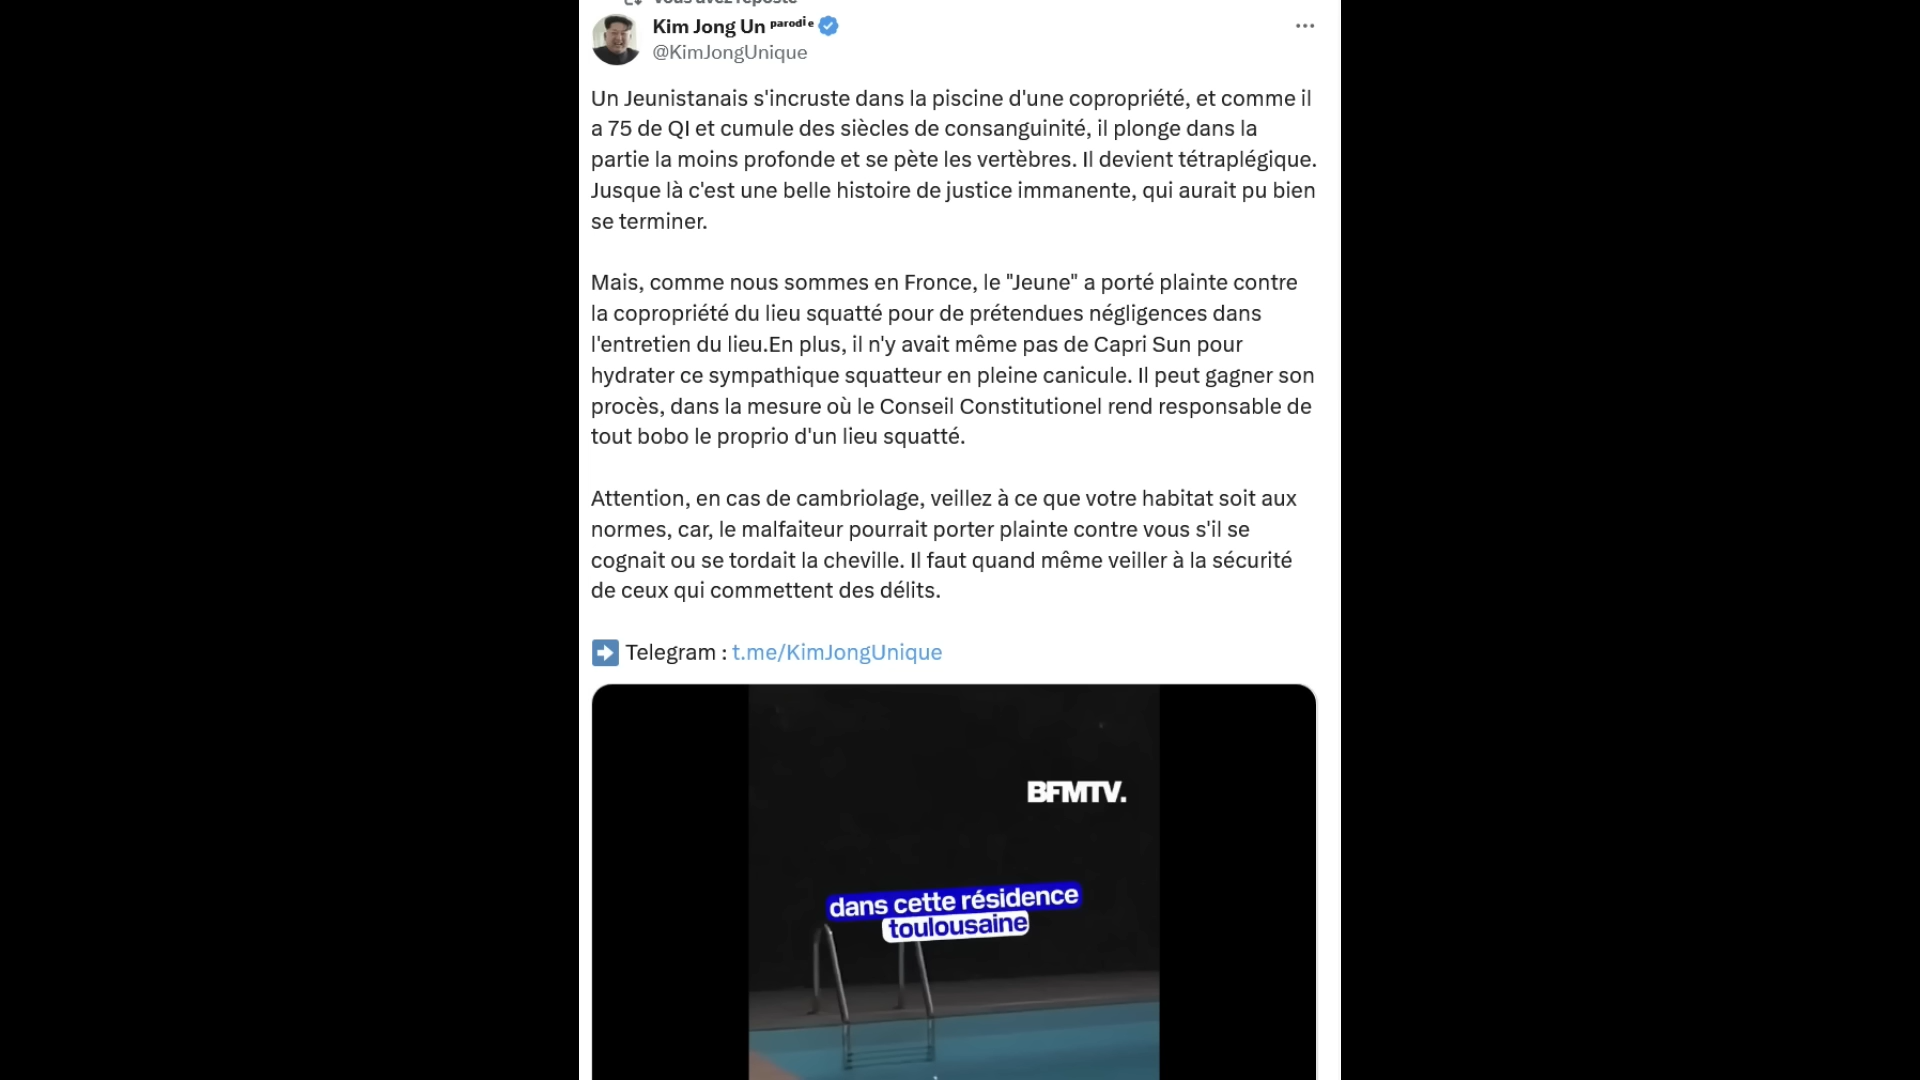 Vous avez reposté
Kim Jong Un parodie
@KimJongUnique
Un Jeunistanais s'incruste dans la piscine d'une copropriété, et comme il
a 75 de QI et cumule des siècles de consanguinité, il plonge dans la
partie la moins profonde et se pète les vertèbres. Il devient tétraplégique.
Jusque là c'est une belle histoire de justice immanente, qui aurait pu bien
se terminer.
Mais, comme nous sommes en Fronce, le "Jeune" a porté plainte contre
la copropriété du lieu squatté pour de prétendues négligences dans
l'entretien du lieu.En plus, il n'y avait même pas de Capri Sun pour
hydrater ce sympathique squatteur en pleine canicule. Il peut gagner son
procès, dans la mesure où le Conseil Constitutionel rend responsable de
tout bobo le proprio d'un lieu squatté.
Attention, en cas de cambriolage, veillez à ce que votre habitat soit aux
normes, car, le malfaiteur pourrait porter plainte contre vous s'il se
cognait ou se tordait la cheville. Il faut quand même veiller à la sécurité
de ceux qui commettent des délits.
Telegram : t.me/KimJongUnique
BFMTV.
dans cette résidence
toulousaine